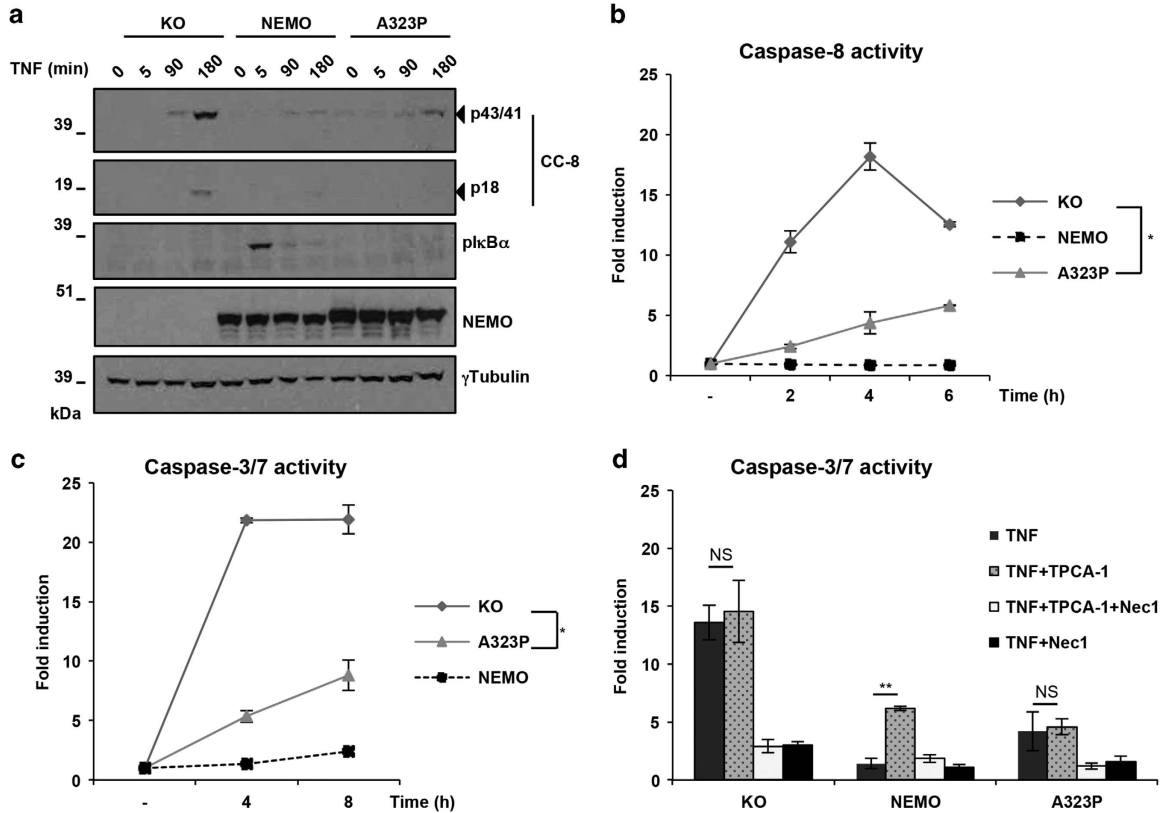 a
KO NEMO A323P
TNF (min) 0 5 90 180 0 5 90 180 0 5 90 180
39
p43/41
CC-8
19
p18
39
pIκBα
51
NEMO
39
γTubulin
kDa
b
Caspase-8 activity
Fold induction
25
20
15
10
5
0
- 2 4 6 Time (h)
KO
NEMO
A323P
*
c
Caspase-3/7 activity
Fold induction
25
20
15
10
5
0
- 4 8 Time (h)
KO
A323P
NEMO
*
d
Caspase-3/7 activity
Fold induction
25
20
15
10
5
0
NS
**
NS
KO NEMO A323P
TNF
TNF+TPCA-1
TNF+TPCA-1+Nec1
TNF+Nec1